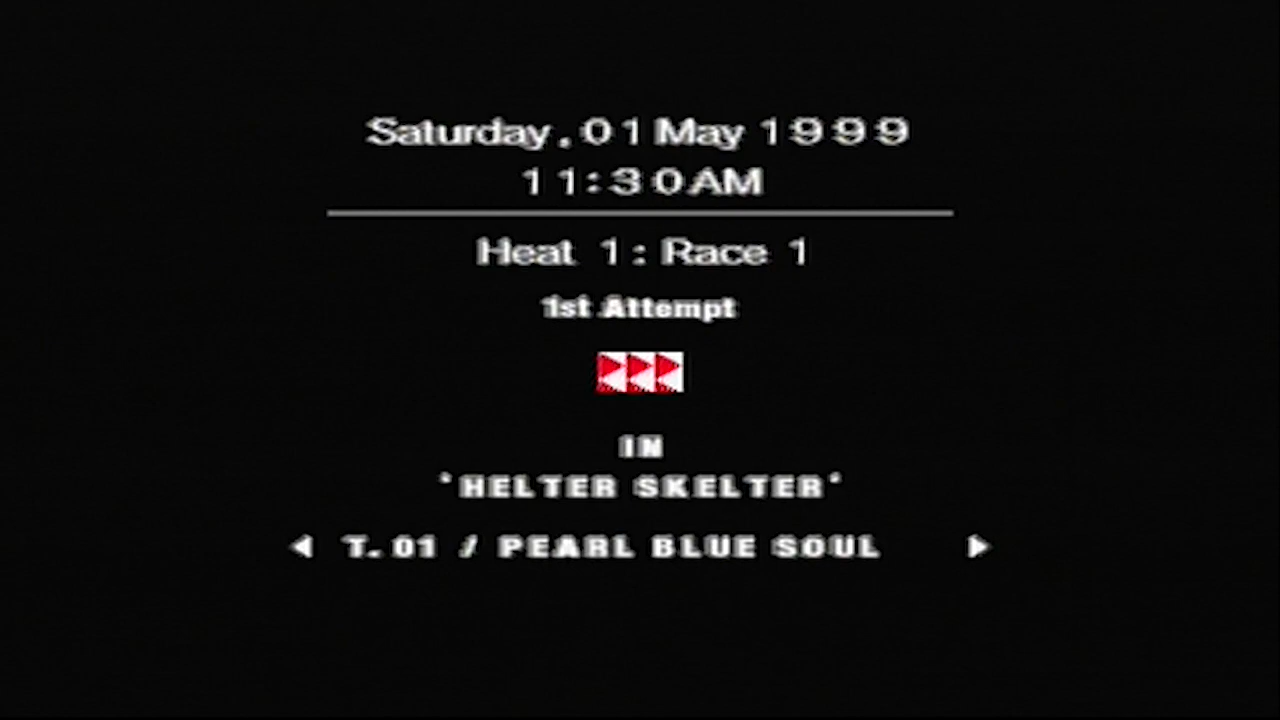 Saturday, 01 May 1999
11:30AM
Heat 1: Race 1
1st Attempt
IN
'HELTER SKELTER'
T.01 / PEARL BLUE SOUL